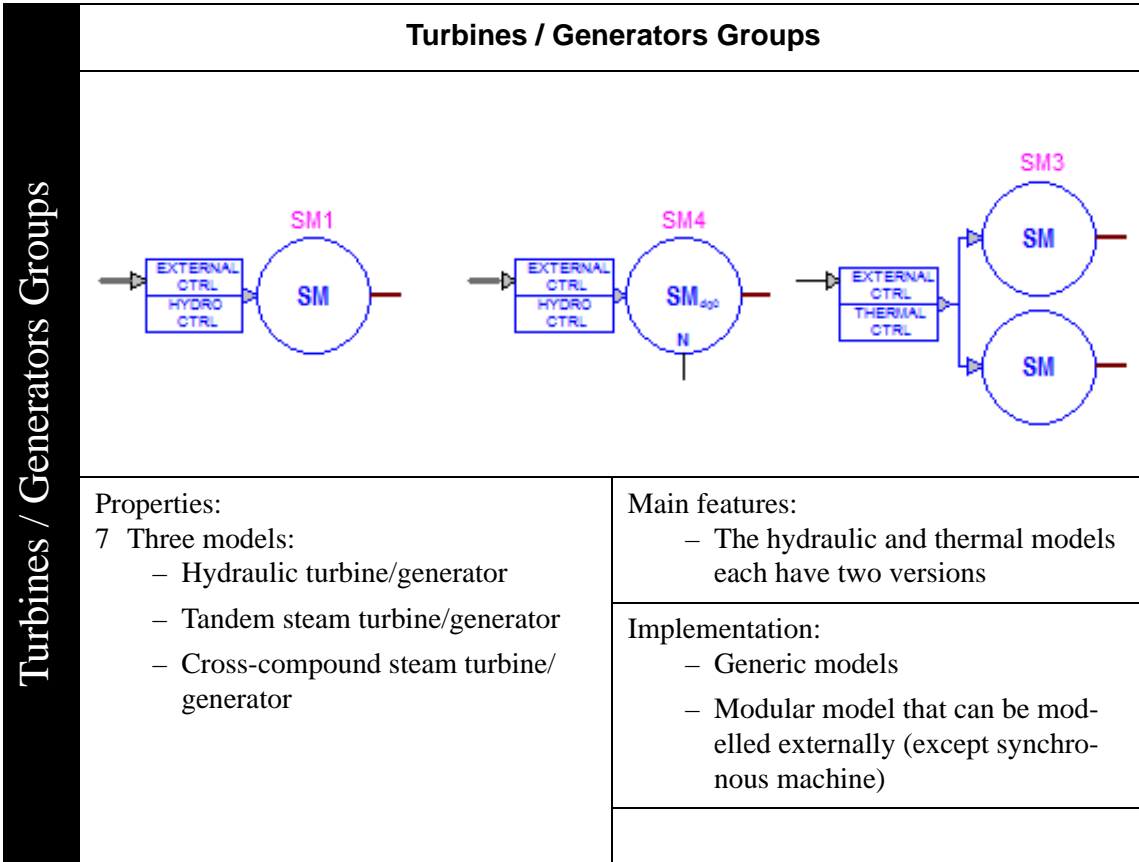 Turbines / Generators Groups
Turbines / Generators Groups
SM1
EXTERNAL
CTRL
HYDRO
CTRL
SM
SM4
EXTERNAL
CTRL
HYDRO
CTRL
SMdq0
N
SM3
EXTERNAL
CTRL
THERMAL
CTRL
SM
SM
Properties:
7 Three models:
– Hydraulic turbine/generator
– Tandem steam turbine/generator
– Cross-compound steam turbine/
generator
Main features:
– The hydraulic and thermal models
each have two versions
Implementation:
– Generic models
– Modular model that can be mod-
elled externally (except synchro-
nous machine)